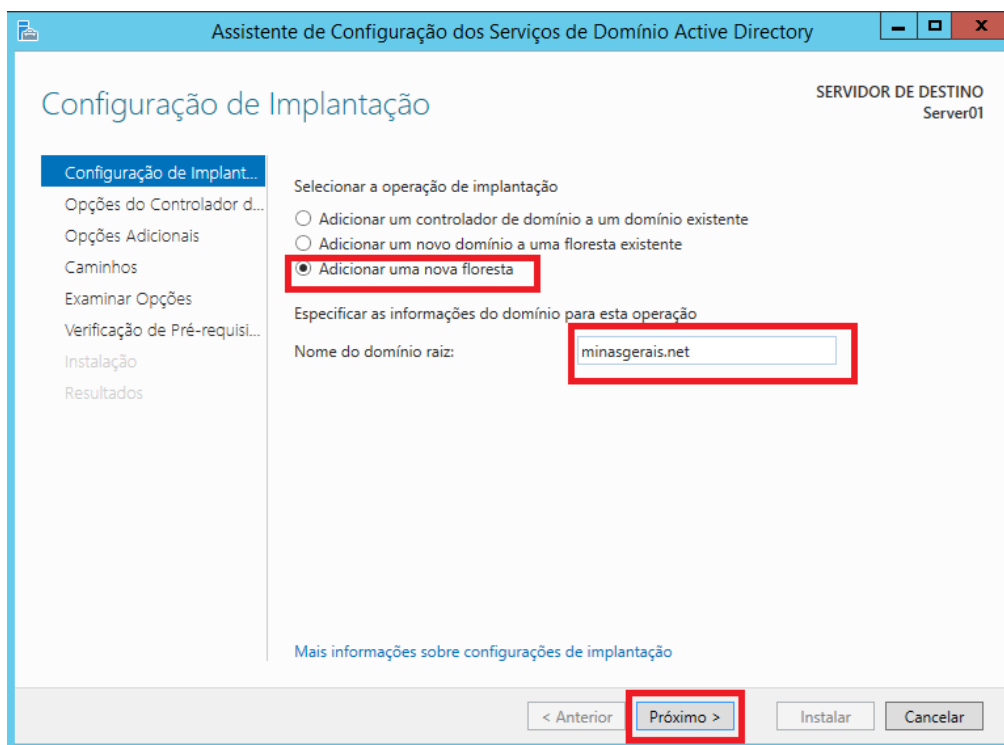 Assistente de Configuração dos Serviços de Domínio Active Directory
Configuração de Implantação
SERVIDOR DE DESTINO
Server01
Configuração de Implant...
Opções do Controlador d...
Opções Adicionais
Caminhos
Examinar Opções
Verificação de Pré-requisi...
Instalação
Resultados
Selecionar a operação de implantação
Adicionar um controlador de domínio a um domínio existente
Adicionar um novo domínio a uma floresta existente
Adicionar uma nova floresta
Especificar as informações do domínio para esta operação
Nome do domínio raiz: minasgerais.net
Mais informações sobre configurações de implantação
< Anterior Próximo > Instalar Cancelar